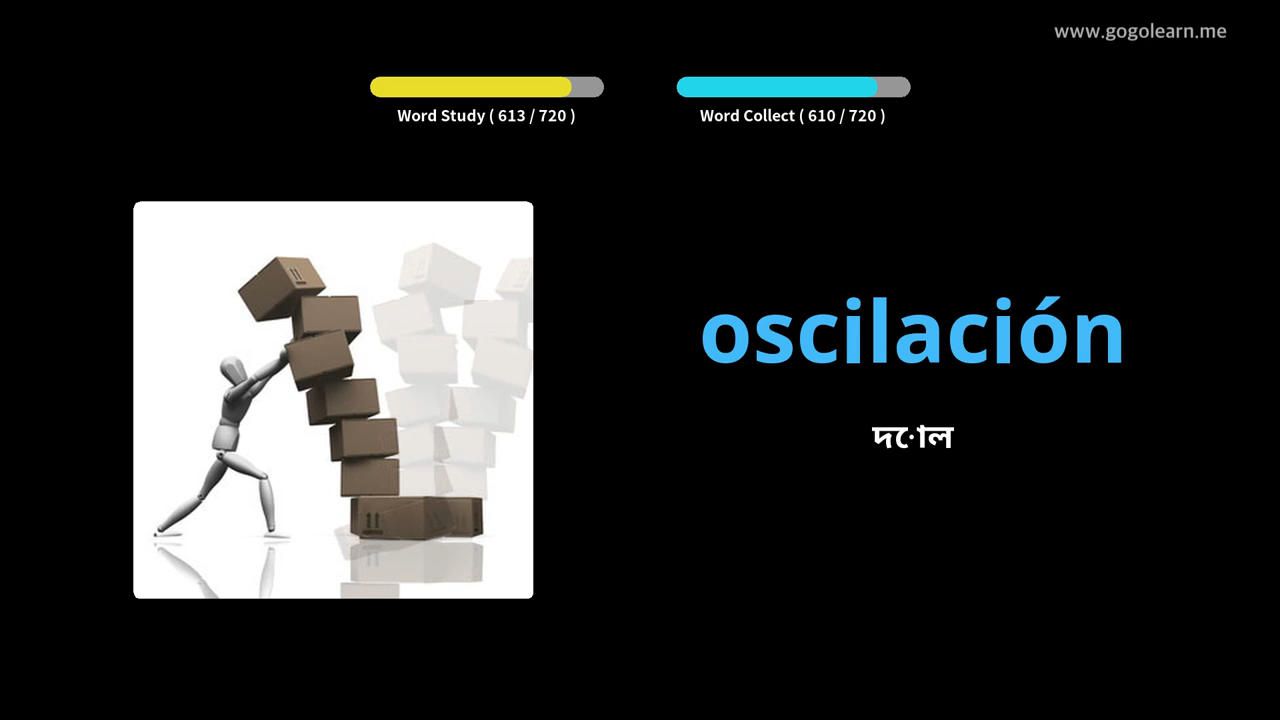 www.gogolearn.me
Word Study ( 613 / 720 )
Word Collect ( 610 / 720 )
oscilación
দোল